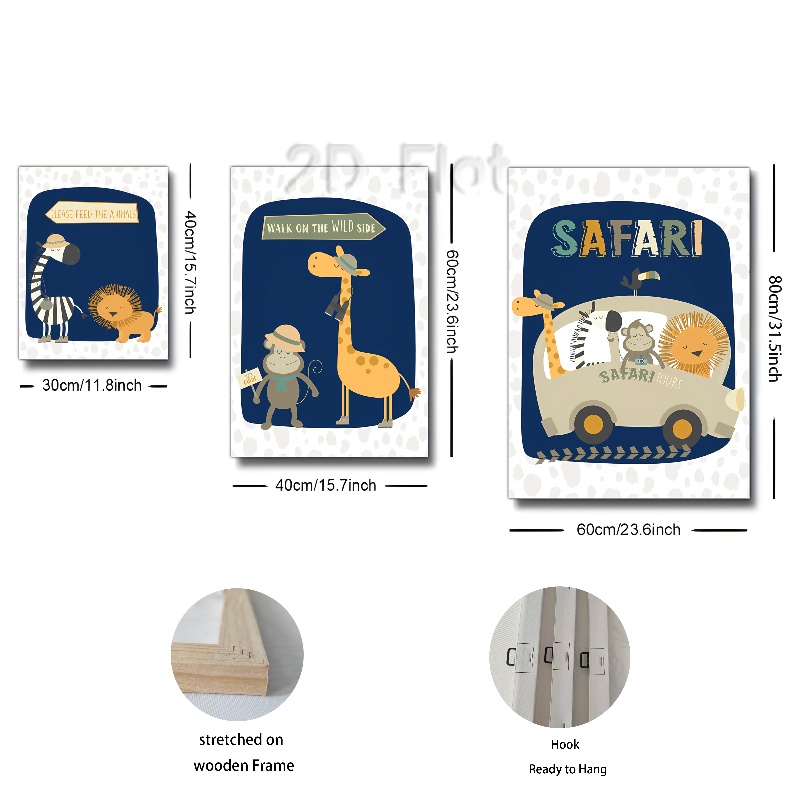 2D Flat
PLEASE FEED THE ANIMALS
WALK ON THE WILD SIDE
SAFARI
SAFARI TOURS
40cm/15.7inch
60cm/23.6inch
80cm/31.5inch
30cm/11.8inch
40cm/15.7inch
60cm/23.6inch
stretched on
wooden Frame
Hook
Ready to Hang